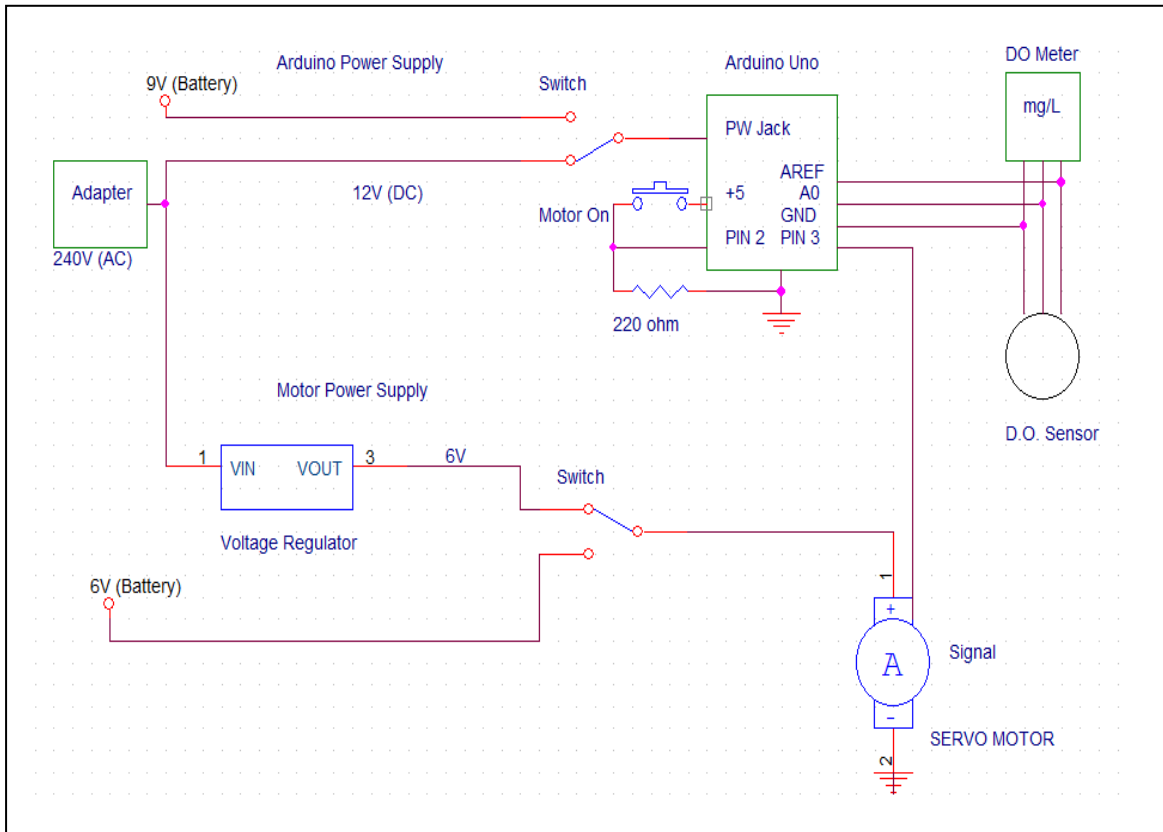 Arduino Power Supply
Arduino Uno
DO Meter
9V (Battery)
Switch
mg/L
PW Jack
AREF
Adapter
12V (DC)
+5
A0
Motor On
GND
PIN 2
PIN 3
240V (AC)
220 ohm
Motor Power Supply
D.O. Sensor
1
VIN
VOUT
3
6V
Switch
Voltage Regulator
6V (Battery)
1
+
Signal
A
-
SERVO MOTOR
2